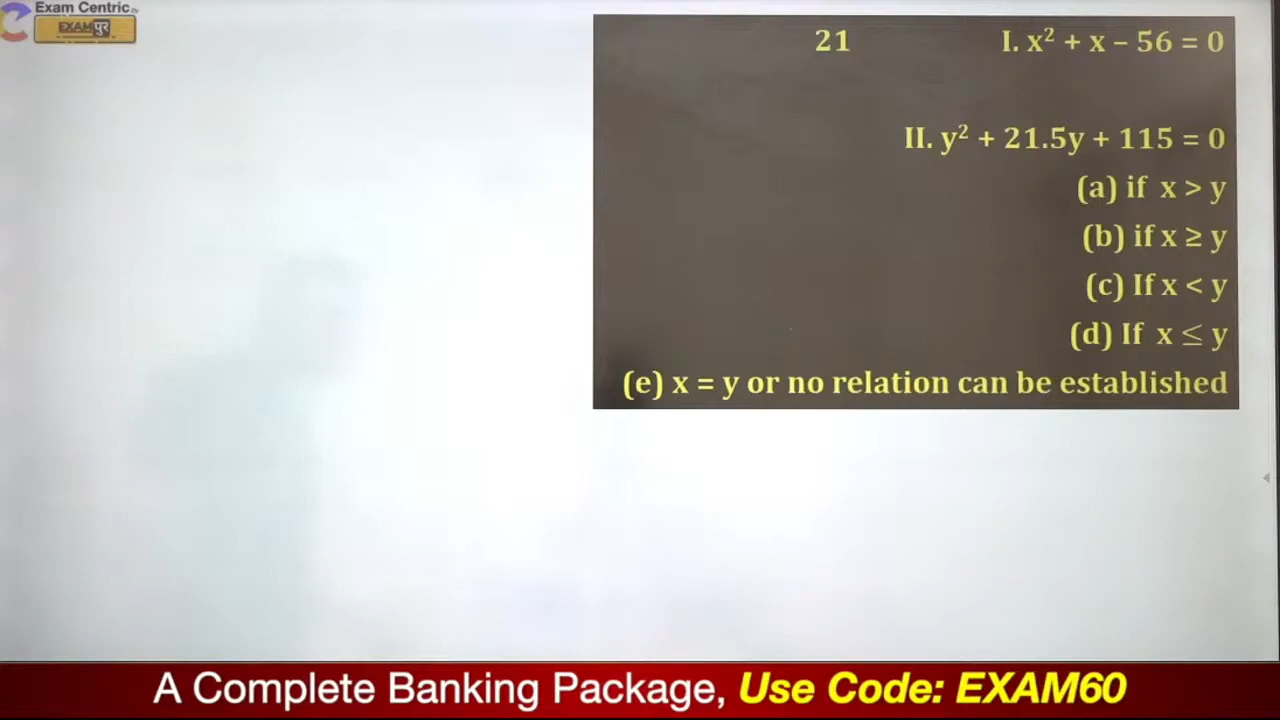 Exam Centric
EXAMपुर
21 I. x² + x – 56 = 0
II. y² + 21.5y + 115 = 0
(a) if x > y
(b) if x ≥ y
(c) If x < y
(d) If x ≤ y
(e) x = y or no relation can be established
A Complete Banking Package, Use Code: EXAM60